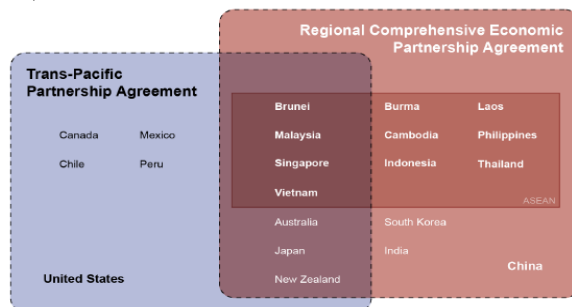 Regional Comprehensive Economic
Partnership Agreement
Trans-Pacific
Partnership Agreement
Canada Mexico
Chile Peru
United States
Brunei Burma Laos
Malaysia Cambodia Philippines
Singapore Indonesia Thailand
Vietnam
ASEAN
Australia South Korea
Japan India
New Zealand
China